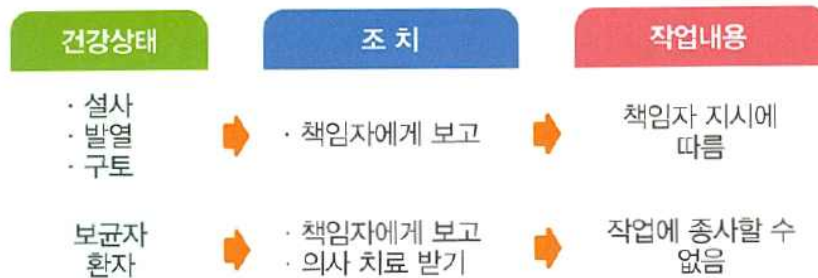 건강상태
조 치
작업내용
· 설사
· 발열
· 구토
· 책임자에게 보고
책임자 지시에
따름
보균자
환자
· 책임자에게 보고
· 의사 치료 받기
작업에 종사할 수
없음